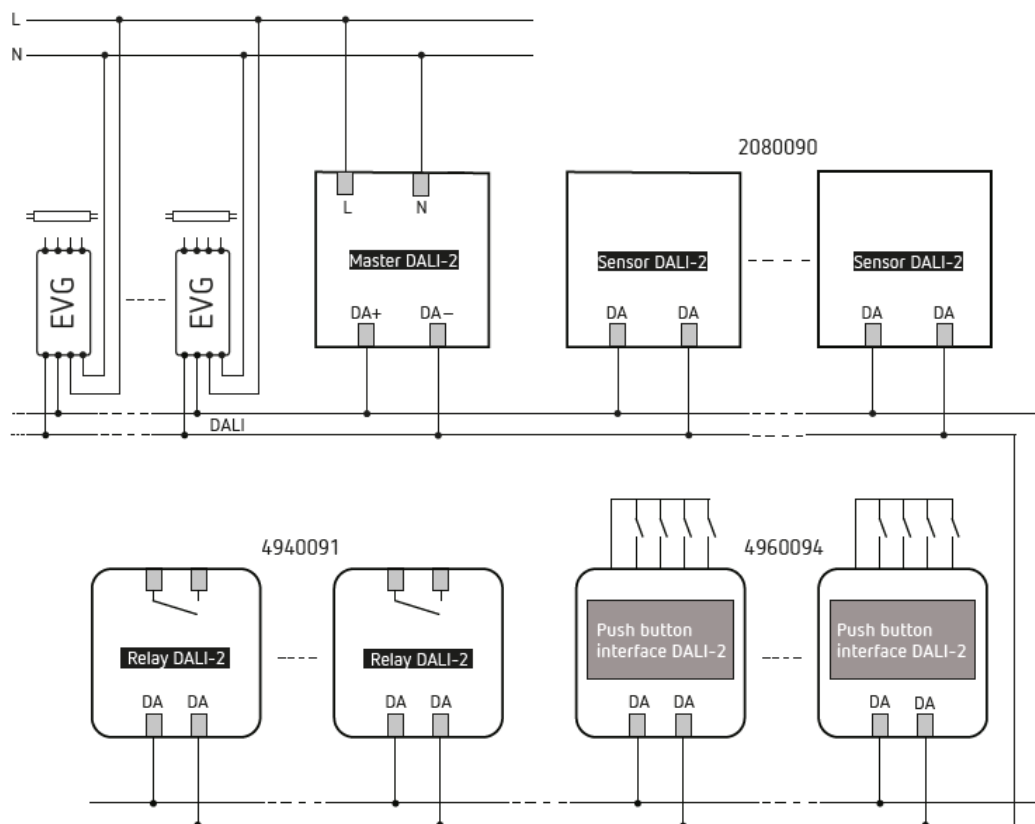 L
N
2080090
L N
Master DALI-2
Sensor DALI-2
Sensor DALI-2
EVG
EVG
DA+ DA−
DA DA
DA DA
DALI
4940091
4960094
Relay DALI-2
Relay DALI-2
Push button
interface DALI-2
Push button
interface DALI-2
DA DA
DA DA
DA DA
DA DA